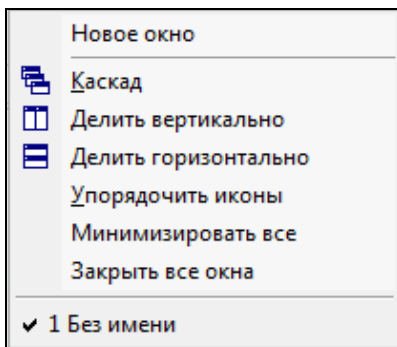 Новое окно
Каскад
Делить вертикально
Делить горизонтально
Упорядочить иконы
Минимизировать все
Закрыть все окна
1 Без имени